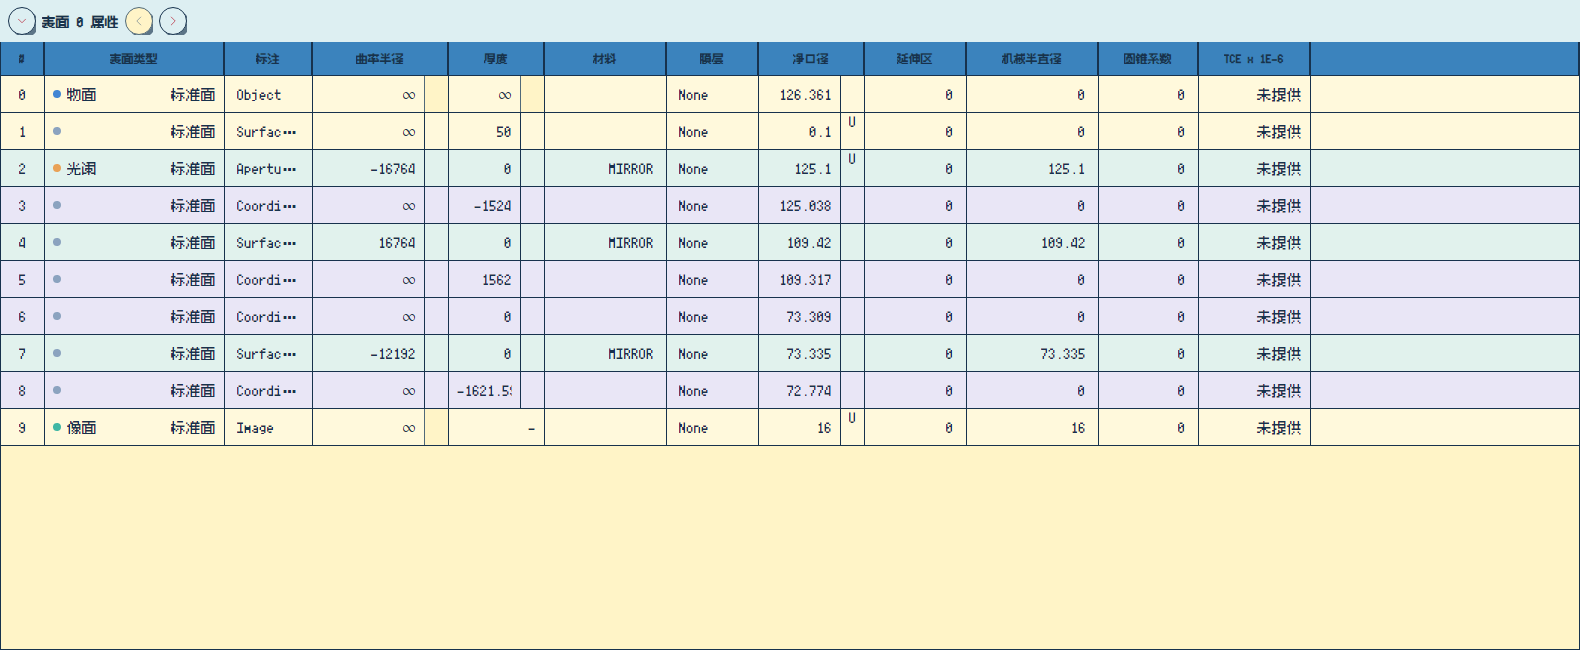 表面 0 属性
# 表面类型 标注 曲率半径 厚度 材料 膜层 净口径 延伸区 机械半直径 圆锥系数 TCE x 1E-6
0 物面 标准面 Object ∞ ∞ None 126.361 0 0 0 未提供
1 标准面 Surfac… ∞ 50 None 0.1 U 0 0 0 未提供
2 光阑 标准面 Apertu… -16764 0 MIRROR None 125.1 U 0 125.1 0 未提供
3 标准面 Coordi… ∞ -1524 None 125.038 0 0 0 未提供
4 标准面 Surfac… 16764 0 MIRROR None 109.42 0 109.42 0 未提供
5 标准面 Coordi… ∞ 1562 None 109.317 0 0 0 未提供
6 标准面 Coordi… ∞ 0 None 73.309 0 0 0 未提供
7 标准面 Surfac… -12192 0 MIRROR None 73.335 0 73.335 0 未提供
8 标准面 Coordi… ∞ -1621.5 None 72.774 0 0 0 未提供
9 像面 标准面 Image ∞ - None 16 U 0 16 0 未提供